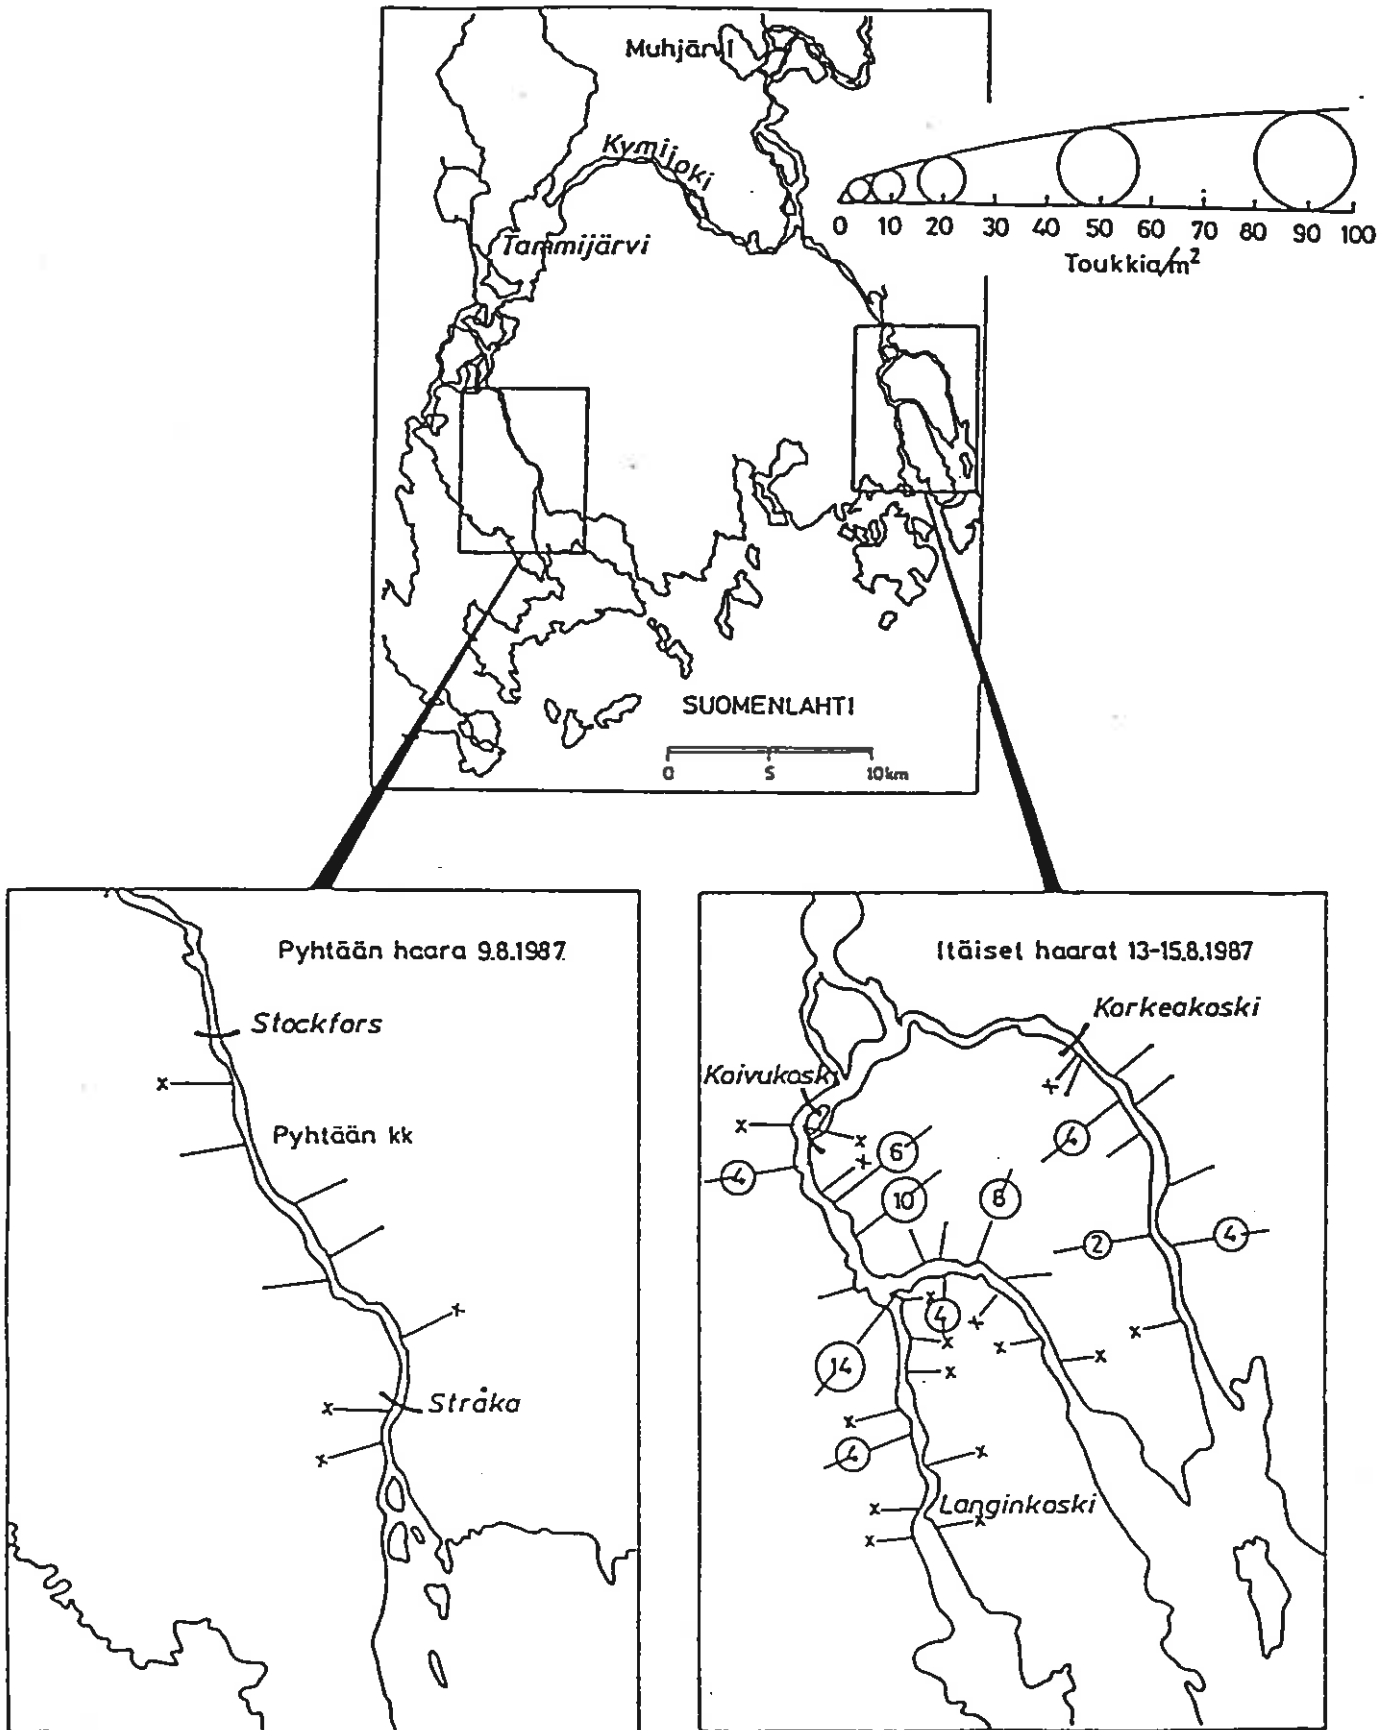 Muhjärvi
Kymijoki
Tammijärvi
0 10 20 30 40 50 60 70 80 90 100
Toukkia/m²
SUOMENLAHTI
0 5 10km
Pyhtään haara 9.8.1987.
Stockfors
x
Pyhtään kk
x
x
Stråka
x
Itäiset haarat 13-15.8.1987
Korkeakoski
Koivukoski
x
x
x
4
6
x
4
10
8
2
4
x
4
x
x
x
x
x
14
x
x
4
x
Langinkoski
x
x
x